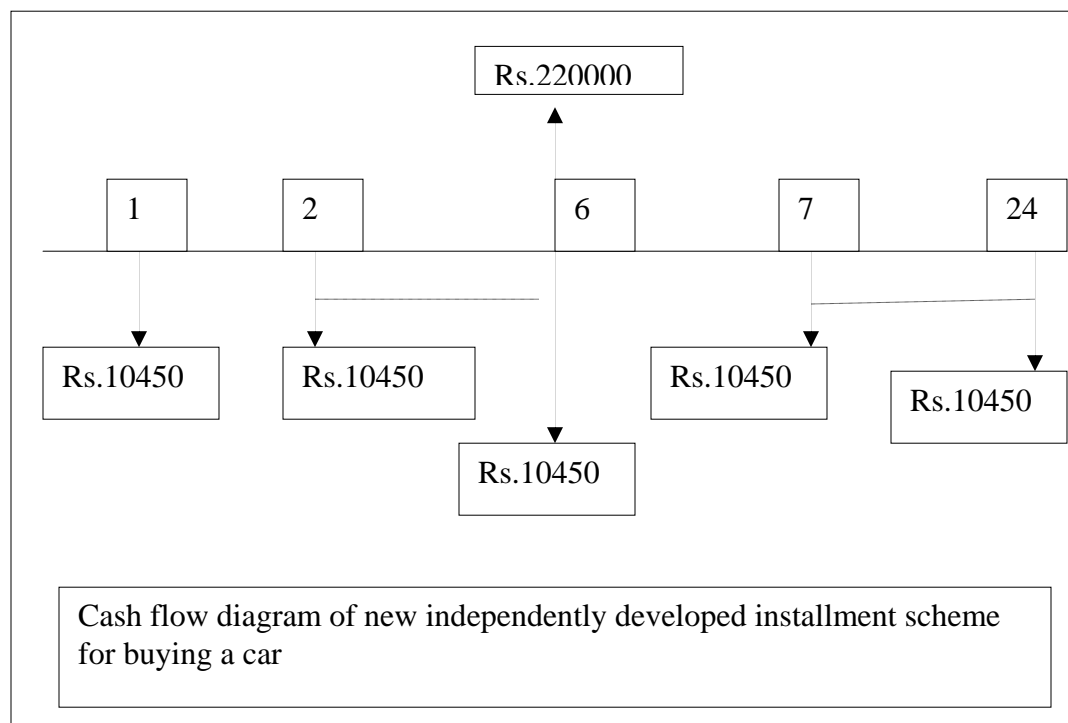 Rs.220000
1
2
6
7
24
Rs.10450
Rs.10450
Rs.10450
Rs.10450
Rs.10450
Cash flow diagram of new independently developed installment scheme
for buying a car